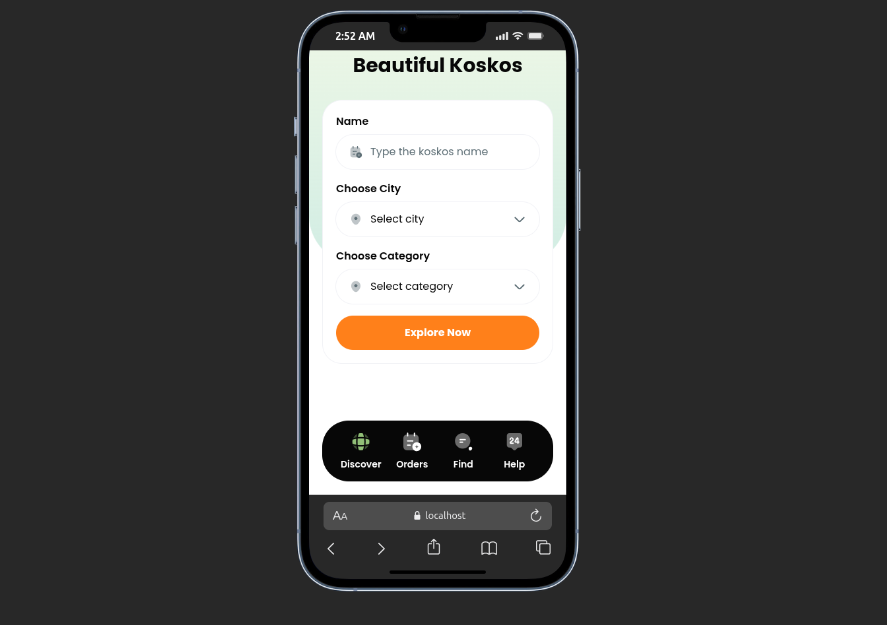 2:52 AM
Beautiful Koskos
Name
Type the koskos name
Choose City
Select city
Choose Category
Select category
Explore Now
24
Discover Orders Find Help
AA localhost